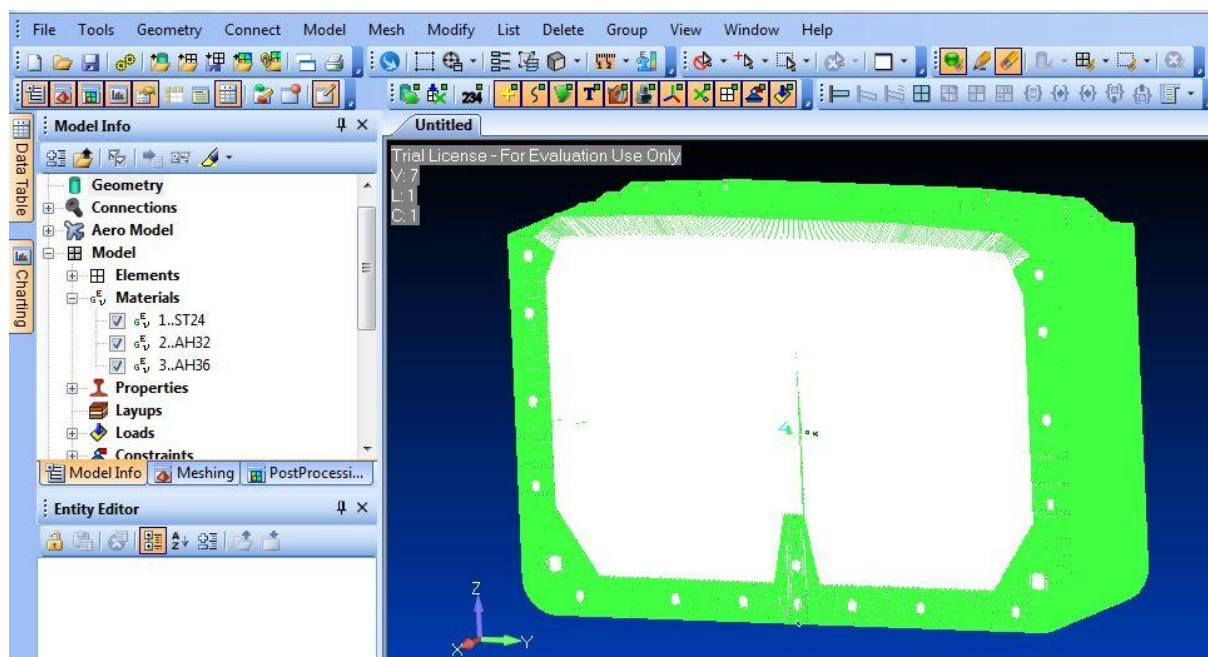 File Tools Geometry Connect Model Mesh Modify List Delete Group View Window Help
234
T
Model Info
Untitled
Data Table
Charting
Trial License - For Evaluation Use Only
V: 7
L: 1
C: 1
Geometry
Connections
Aero Model
Model
Elements
Materials
1..ST24
2..AH32
3..AH36
Properties
Layups
Loads
Constraints
Model Info Meshing PostProcessi...
Entity Editor
Z
X
Y